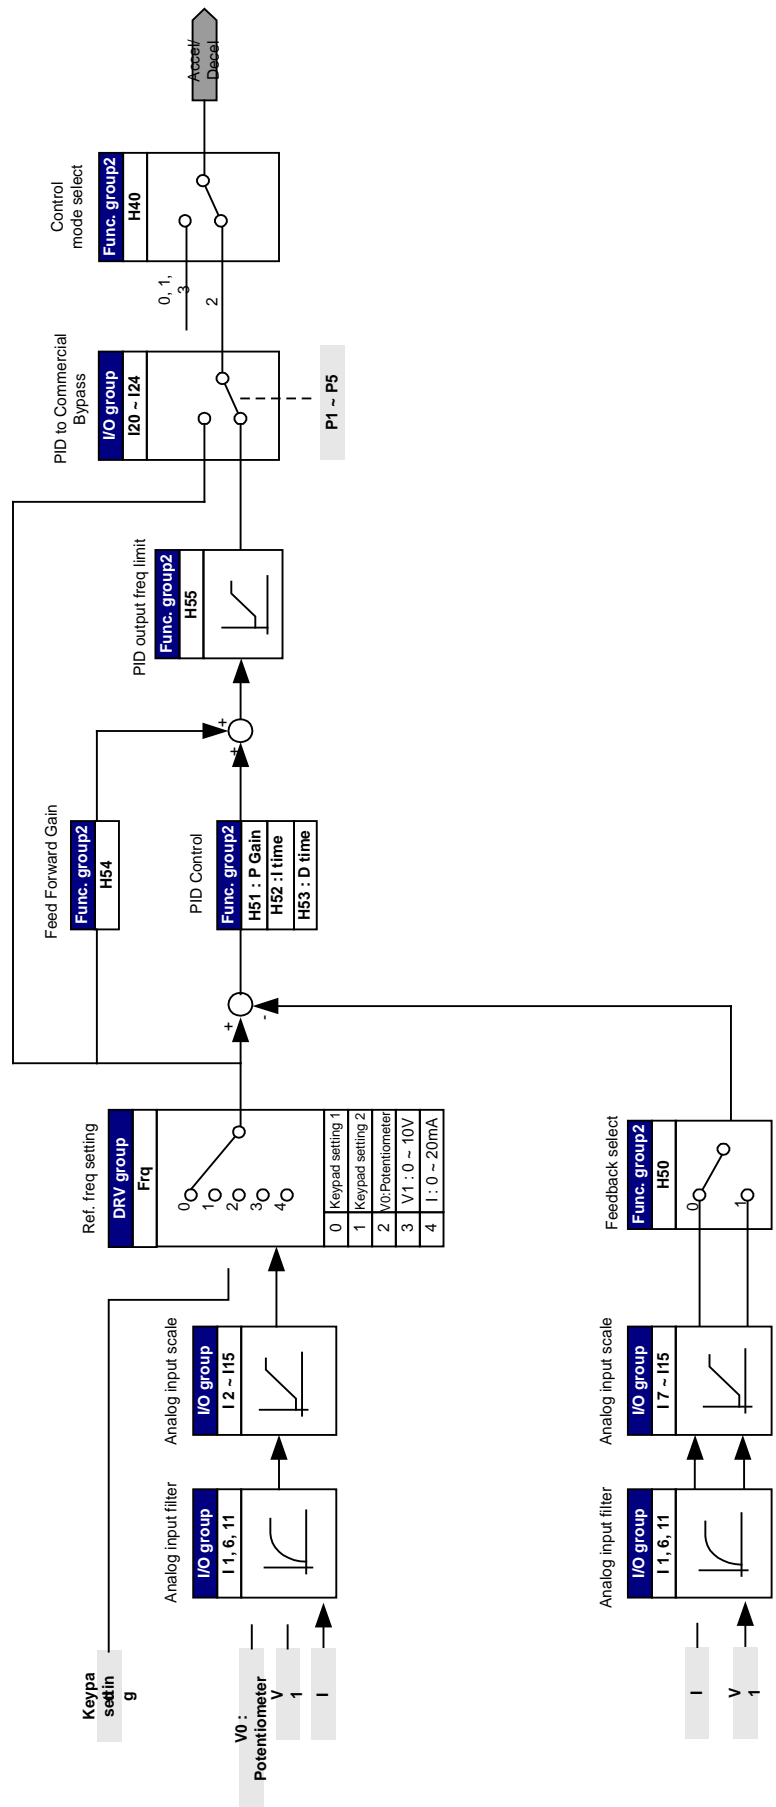 Keypa
settin
g
V0 :
Potentiometer
V
1
I
Analog input filter
I/O group
I 1, 6, 11
Analog input scale
I/O group
I 2 ~ I15
Ref. freq setting
DRV group
Frq
0
1
2
3
4
0 Keypad setting 1
1 Keypad setting 2
2 V0:Potentiometer
3 V1 : 0 ~ 10V
4 I : 0 ~ 20mA
I
V
1
Analog input filter
I/O group
I 1, 6, 11
Analog input scale
I/O group
I 7 ~ I15
Feedback select
Func. group2
H50
0
1
+
-
Feed Forward Gain
Func. group2
H54
PID Control
Func. group2
H51 : P Gain
H52 : I time
H53 : D time
+
+
PID output freq limit
Func. group2
H55
PID to Commercial
Bypass
I/O group
I20 ~ I24
P1 ~ P5
0, 1,
3
2
Control
mode select
Func. group2
H40
Accel/
Decel